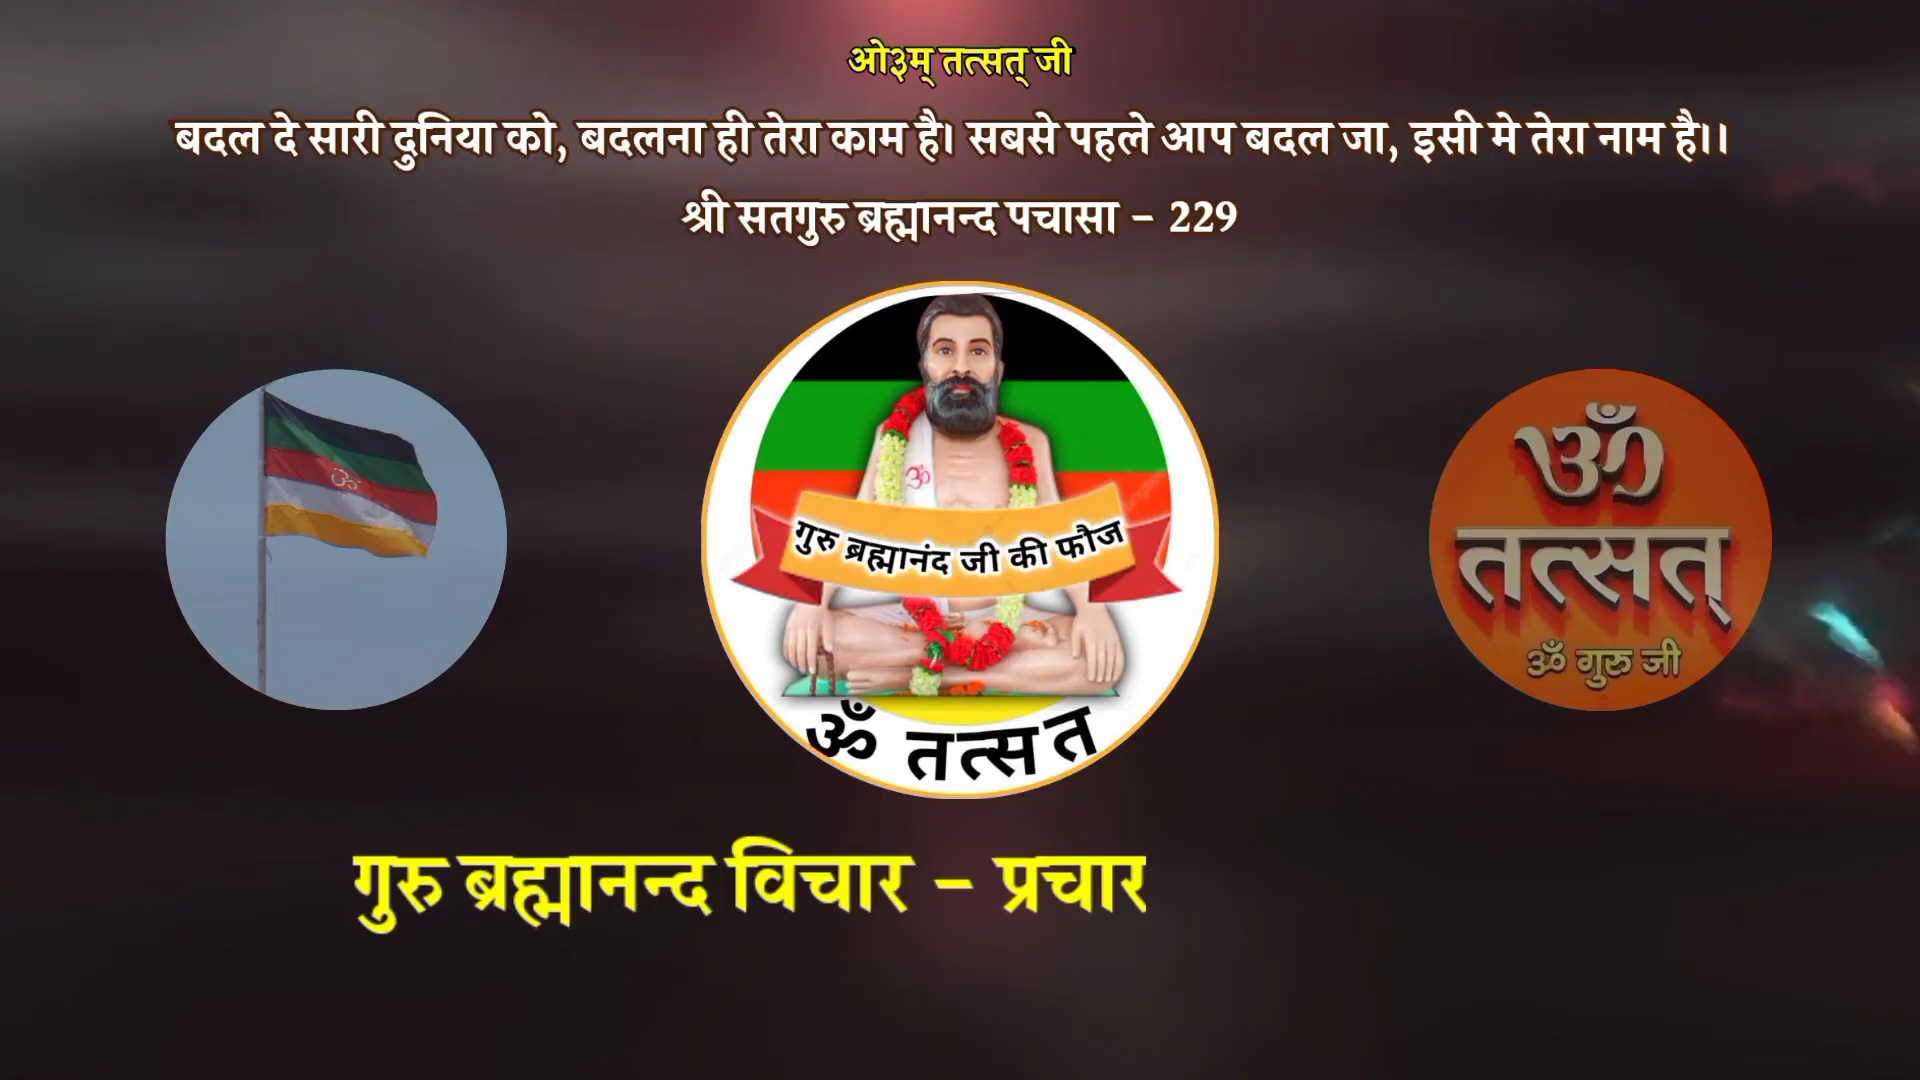 ओ३म् तत्सत् जी
बदल दे सारी दुनिया को, बदलना ही तेरा काम है। सबसे पहले आप बदल जा, इसी मे तेरा नाम है।।
श्री सतगुरु ब्रह्मानन्द पचासा – 229
ॐ
ॐ
गुरु ब्रह्मानंद जी की फौज
ॐ तत्सत
ॐ
तत्सत्
ॐ गुरु जी
गुरु ब्रह्मानन्द विचार – प्रचार